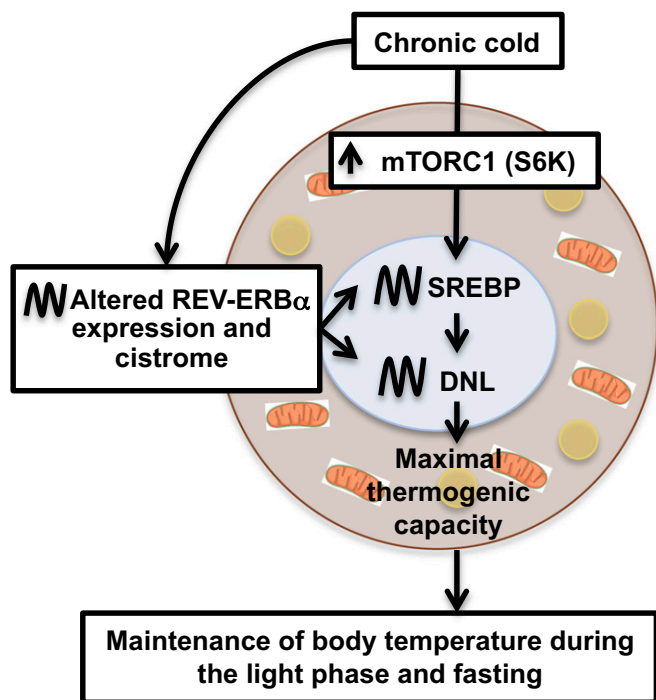 Chronic cold
mTORC1 (S6K)
Altered REV-ERBα
expression and
cistrome
SREBP
DNL
Maximal
thermogenic
capacity
Maintenance of body temperature during
the light phase and fasting